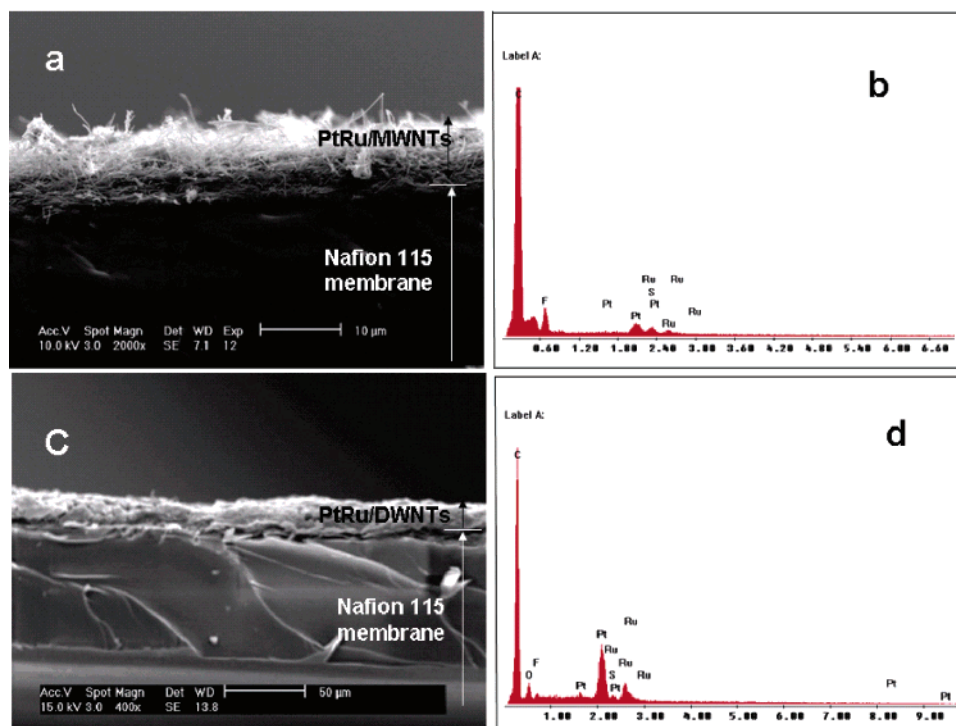 a
PtRu/MWNTs
Nafion 115
membrane
Acc.V Spot Magn Det WD Exp
10.0 kV 3.0 2000x SE 7.1 12
10 µm
Label A:
b
C
F
Ru Ru
S
Pt Pt
Ru
Pt
Ru
0.60 1.20 1.80 2.40 3.00 3.60 4.20 4.80 5.40 6.00 6.60
C
PtRu/DWNTs
Nafion 115
membrane
Acc.V Spot Magn Det WD
15.0 kV 3.0 400x SE 13.8
50 µm
Label A:
d
C
Ru
Pt
Ru
F
Ru
O
S
Ru
Pt
Pt
Pt
Pt
1.00 2.00 3.00 4.00 5.00 6.00 7.00 8.00 9.00